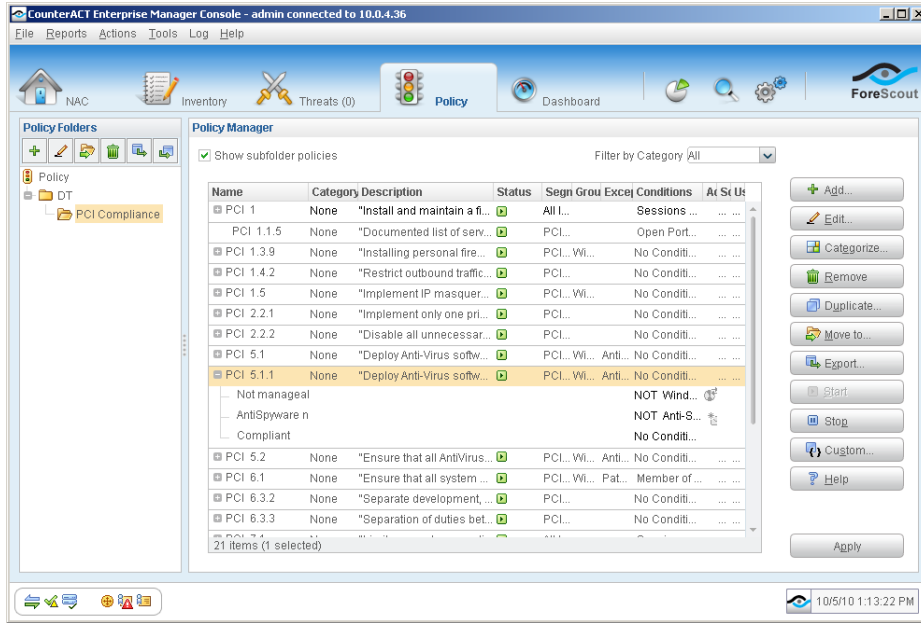 CounterACT Enterprise Manager Console - admin connected to 10.0.4.36
File Reports Actions Tools Log Help
NAC Inventory Threats (0) Policy Dashboard ForeScout
Policy Folders
Policy
DT
PCI Compliance
Policy Manager
Show subfolder policies Filter by Category All
Name Category Description Status Segn Grou Excep Conditions Ac Sc Us
PCI 1 None "Install and maintain a fi... All I... Sessions ...
PCI 1.1.5 None "Documented list of serv... PCI... Open Port... ... ...
PCI 1.3.9 None "Installing personal fire... PCI... Wi... No Conditi... ... ...
PCI 1.4.2 None "Restrict outbound traffic... PCI... No Conditi... ... ...
PCI 1.5 None "Implement IP masquer... PCI... Wi... No Conditi... ... ...
PCI 2.2.1 None "Implement only one pri... PCI... No Conditi... ... ...
PCI 2.2.2 None "Disable all unnecessar... PCI... No Conditi... ... ...
PCI 5.1 None "Deploy Anti-Virus softw... PCI... Wi... Anti... No Conditi... ... ...
PCI 5.1.1 None "Deploy Anti-Virus softw... PCI... Wi... Anti... No Conditi... ... ...
Not manageal NOT Wind...
AntiSpyware n NOT Anti-S...
Compliant No Conditi...
PCI 5.2 None "Ensure that all AntiVirus... PCI... Wi... Anti... No Conditi... ... ...
PCI 6.1 None "Ensure that all system ... PCI... Wi... Pat... Member of ... ... ...
PCI 6.3.2 None "Separate development, ... PCI... No Conditi... ... ...
PCI 6.3.3 None "Separation of duties bet... PCI... No Conditi... ... ...
21 items (1 selected)
Add...
Edit...
Categorize...
Remove
Duplicate...
Move to...
Export...
Start
Stop
Custom...
Help
Apply
10/5/10 1:13:22 PM